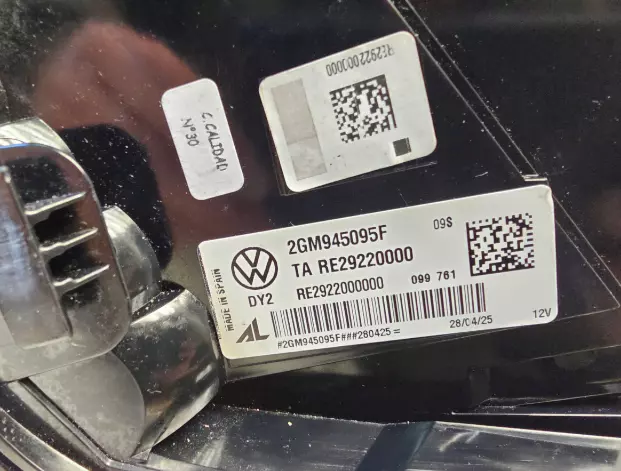 RE2922000000
C. CALIDAD
Nº30
2GM945095F
09S
TA RE29220000
DY2
RE2922000000
099 761
MADE IN SPAIN
AL
28/04/25
12V
#2GM945095F###280425=